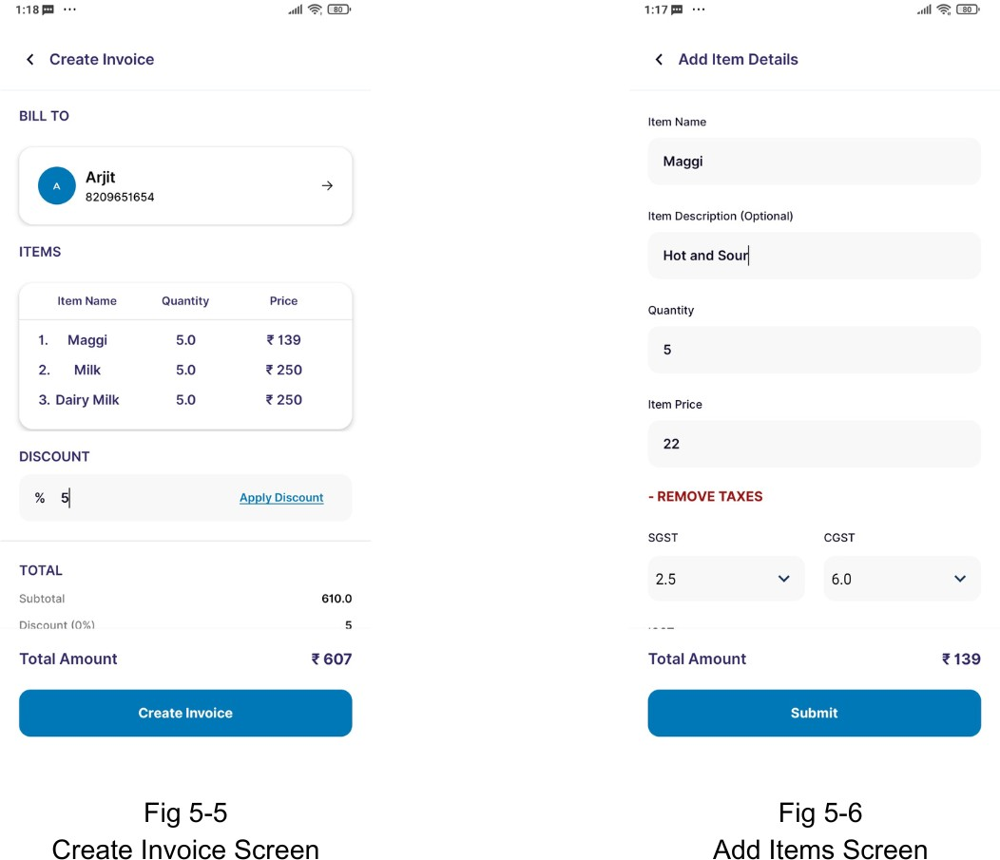 1:18
80
Create Invoice
BILL TO
A
Arjit
8209651654
ITEMS
Item Name Quantity Price
1. Maggi 5.0 ₹ 139
2. Milk 5.0 ₹ 250
3. Dairy Milk 5.0 ₹ 250
DISCOUNT
% 5 Apply Discount
TOTAL
Subtotal 610.0
Discount (0%) 5
Total Amount ₹ 607
Create Invoice
Fig 5-5
Create Invoice Screen
1:17
80
Add Item Details
Item Name
Maggi
Item Description (Optional)
Hot and Sour
Quantity
5
Item Price
22
- REMOVE TAXES
SGST CGST
2.5 6.0
Total Amount ₹ 139
Submit
Fig 5-6
Add Items Screen